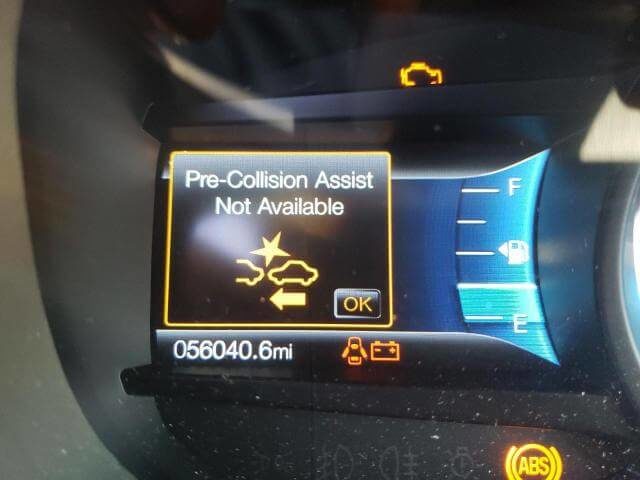 Pre-Collision Assist
Not Available
OK
F
E
056040.6mi
ABS